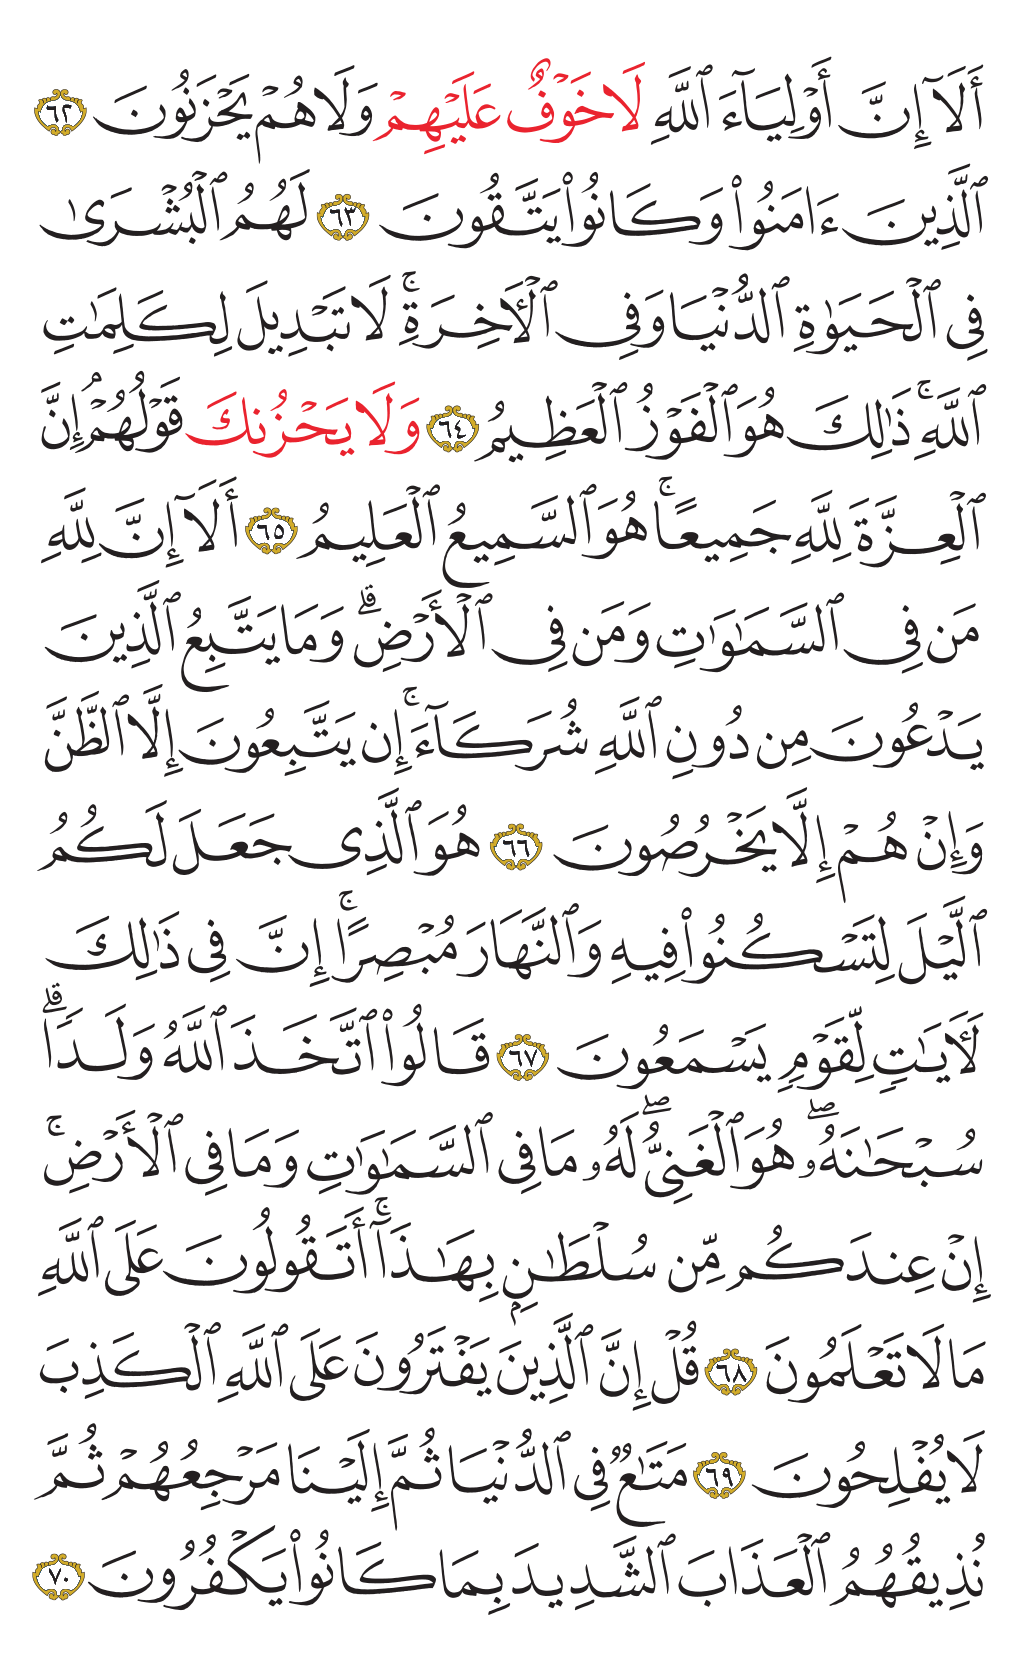 أَلَآ إِنَّ أَوْلِيَآءَ ٱللَّهِ لَا خَوْفٌ عَلَيْهِمْ وَلَا هُمْ يَحْزَنُونَ ٦٢
ٱلَّذِينَ ءَامَنُوا۟ وَكَانُوا۟ يَتَّقُونَ ٦٣ لَهُمُ ٱلْبُشْرَىٰ
فِى ٱلْحَيَوٰةِ ٱلدُّنْيَا وَفِى ٱلْـَٔاخِرَةِ ۚ لَا تَبْدِيلَ لِكَلِمَـٰتِ
ٱللَّهِ ۚ ذَٰلِكَ هُوَ ٱلْفَوْزُ ٱلْعَظِيمُ ٦٤ وَلَا يَحْزُنكَ قَوْلُهُمْ ۘ إِنَّ
ٱلْعِزَّةَ لِلَّهِ جَمِيعًا ۚ هُوَ ٱلسَّمِيعُ ٱلْعَلِيمُ ٦٥ أَلَآ إِنَّ لِلَّهِ
مَن فِى ٱلسَّمَـٰوَٰتِ وَمَن فِى ٱلْأَرْضِ ۗ وَمَا يَتَّبِعُ ٱلَّذِينَ
يَدْعُونَ مِن دُونِ ٱللَّهِ شُرَكَآءَ ۚ إِن يَتَّبِعُونَ إِلَّا ٱلظَّنَّ
وَإِنْ هُمْ إِلَّا يَخْرُصُونَ ٦٦ هُوَ ٱلَّذِى جَعَلَ لَكُمُ
ٱلَّيْلَ لِتَسْكُنُوا۟ فِيهِ وَٱلنَّهَارَ مُبْصِرًا ۚ إِنَّ فِى ذَٰلِكَ
لَـَٔايَـٰتٍ لِّقَوْمٍ يَسْمَعُونَ ٦٧ قَالُوا۟ ٱتَّخَذَ ٱللَّهُ وَلَدًا ۗ
سُبْحَـٰنَهُۥ ۖ هُوَ ٱلْغَنِىُّ ۖ لَهُۥ مَا فِى ٱلسَّمَـٰوَٰتِ وَمَا فِى ٱلْأَرْضِ ۚ
إِنْ عِندَكُم مِّن سُلْطَـٰنٍۭ بِهَـٰذَآ ۚ أَتَقُولُونَ عَلَى ٱللَّهِ
مَا لَا تَعْلَمُونَ ٦٨ قُلْ إِنَّ ٱلَّذِينَ يَفْتَرُونَ عَلَى ٱللَّهِ ٱلْكَذِبَ
لَا يُفْلِحُونَ ٦٩ مَتَـٰعٌ فِى ٱلدُّنْيَا ثُمَّ إِلَيْنَا مَرْجِعُهُمْ ثُمَّ
نُذِيقُهُمُ ٱلْعَذَابَ ٱلشَّدِيدَ بِمَا كَانُوا۟ يَكْفُرُونَ ٧٠